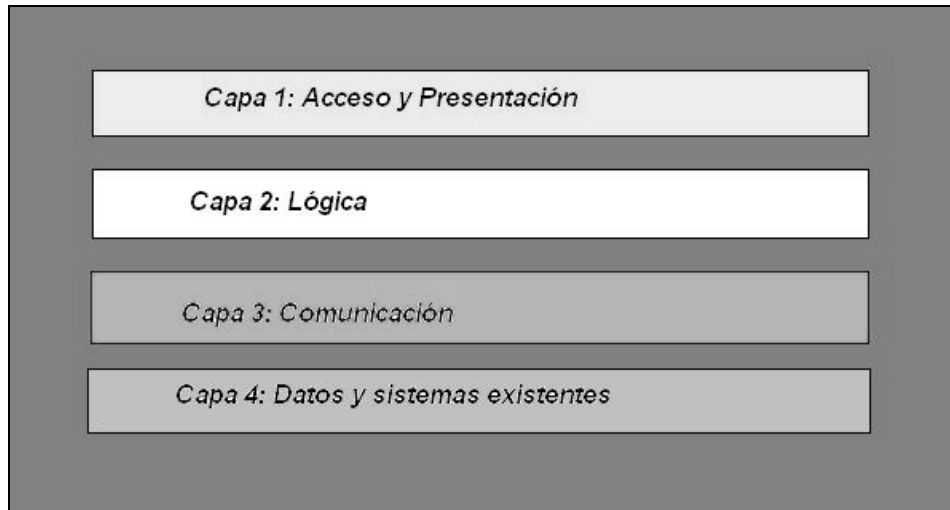 Capa 1: Acceso y Presentación
Capa 2: Lógica
Capa 3: Comunicación
Capa 4: Datos y sistemas existentes